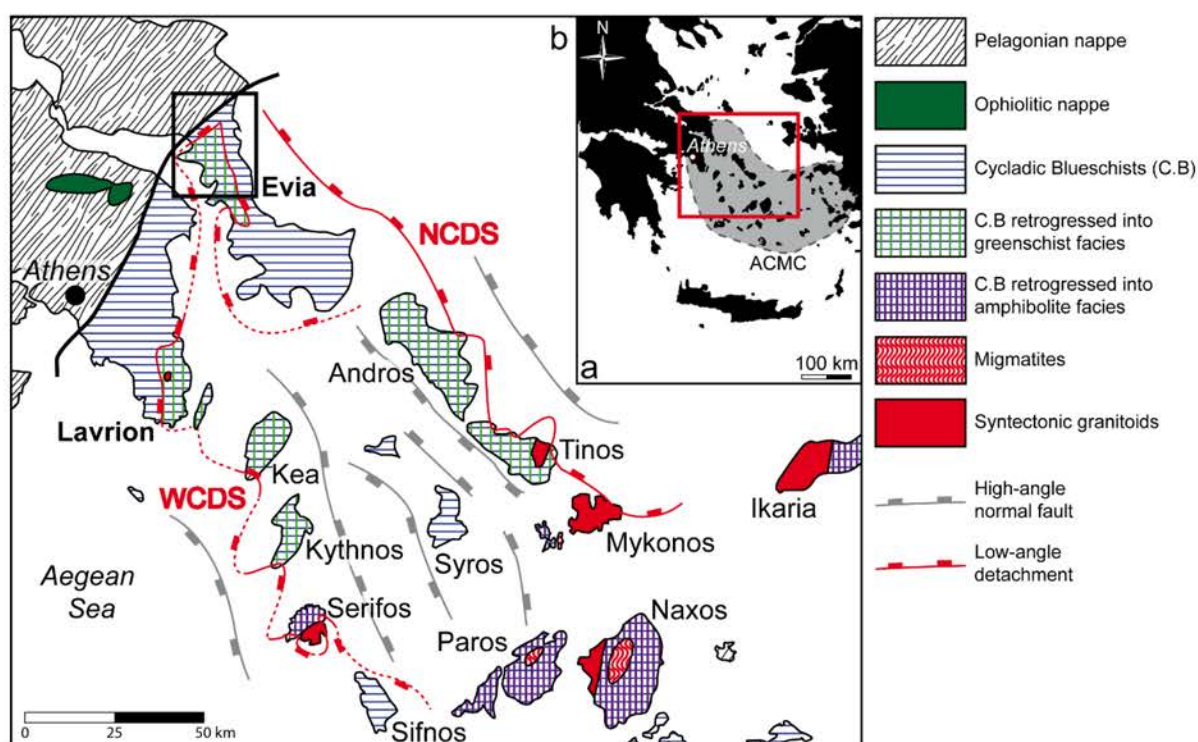 b
N
Athens
ACMC
a
100 km
Evia
NCDS
Athens
Andros
Lavrion
Tinos
Kea
WCDS
Ikaria
Mykonos
Kythnos
Syros
Aegean
Sea
Serifos
Naxos
Paros
Sifnos
0 25 50 km
Pelagonian nappe
Ophiolitic nappe
Cycladic Blueschists (C.B)
C.B retrogressed into
greenschist facies
C.B retrogressed into
amphibolite facies
Migmatites
Syntectonic granitoids
High-angle
normal fault
Low-angle
detachment